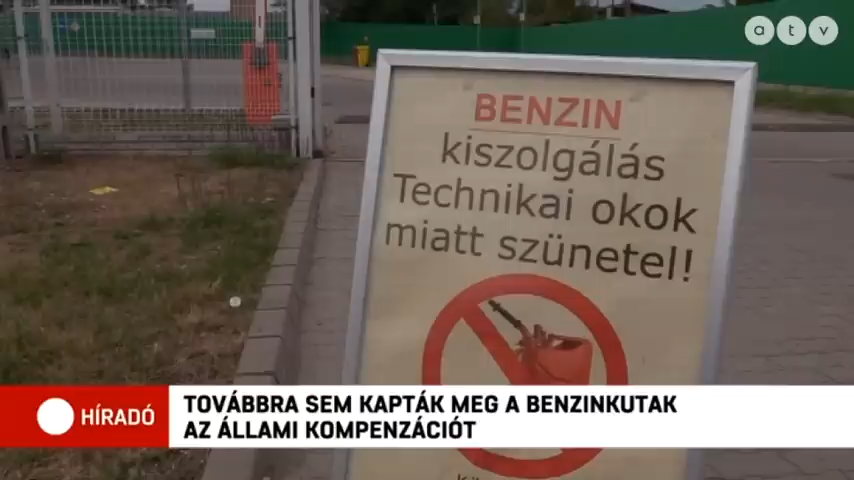 atv
BENZIN
kiszolgálás
Technikai okok
miatt szünetel!
HÍRADÓ
TOVÁBBRA SEM KAPTÁK MEG A BENZINKUTAK
AZ ÁLLAMI KOMPENZÁCIÓT